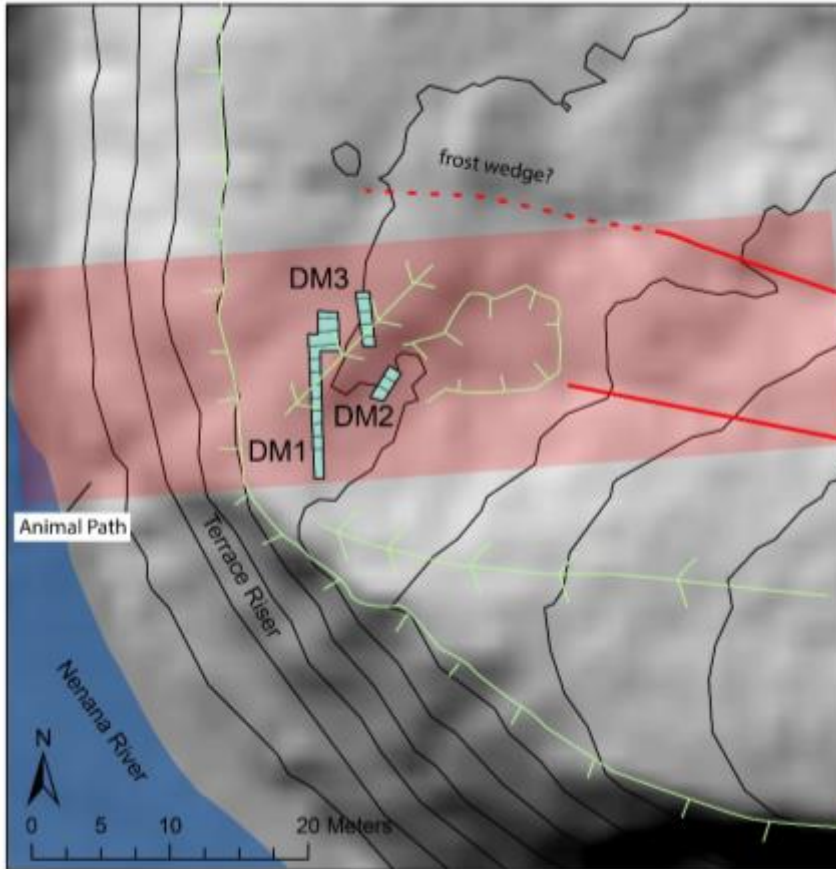 frost wedge?
DM3
DM2
DM1
Animal Path
Terrace Riser
Nenana River
N
0 5 10 20 Meters